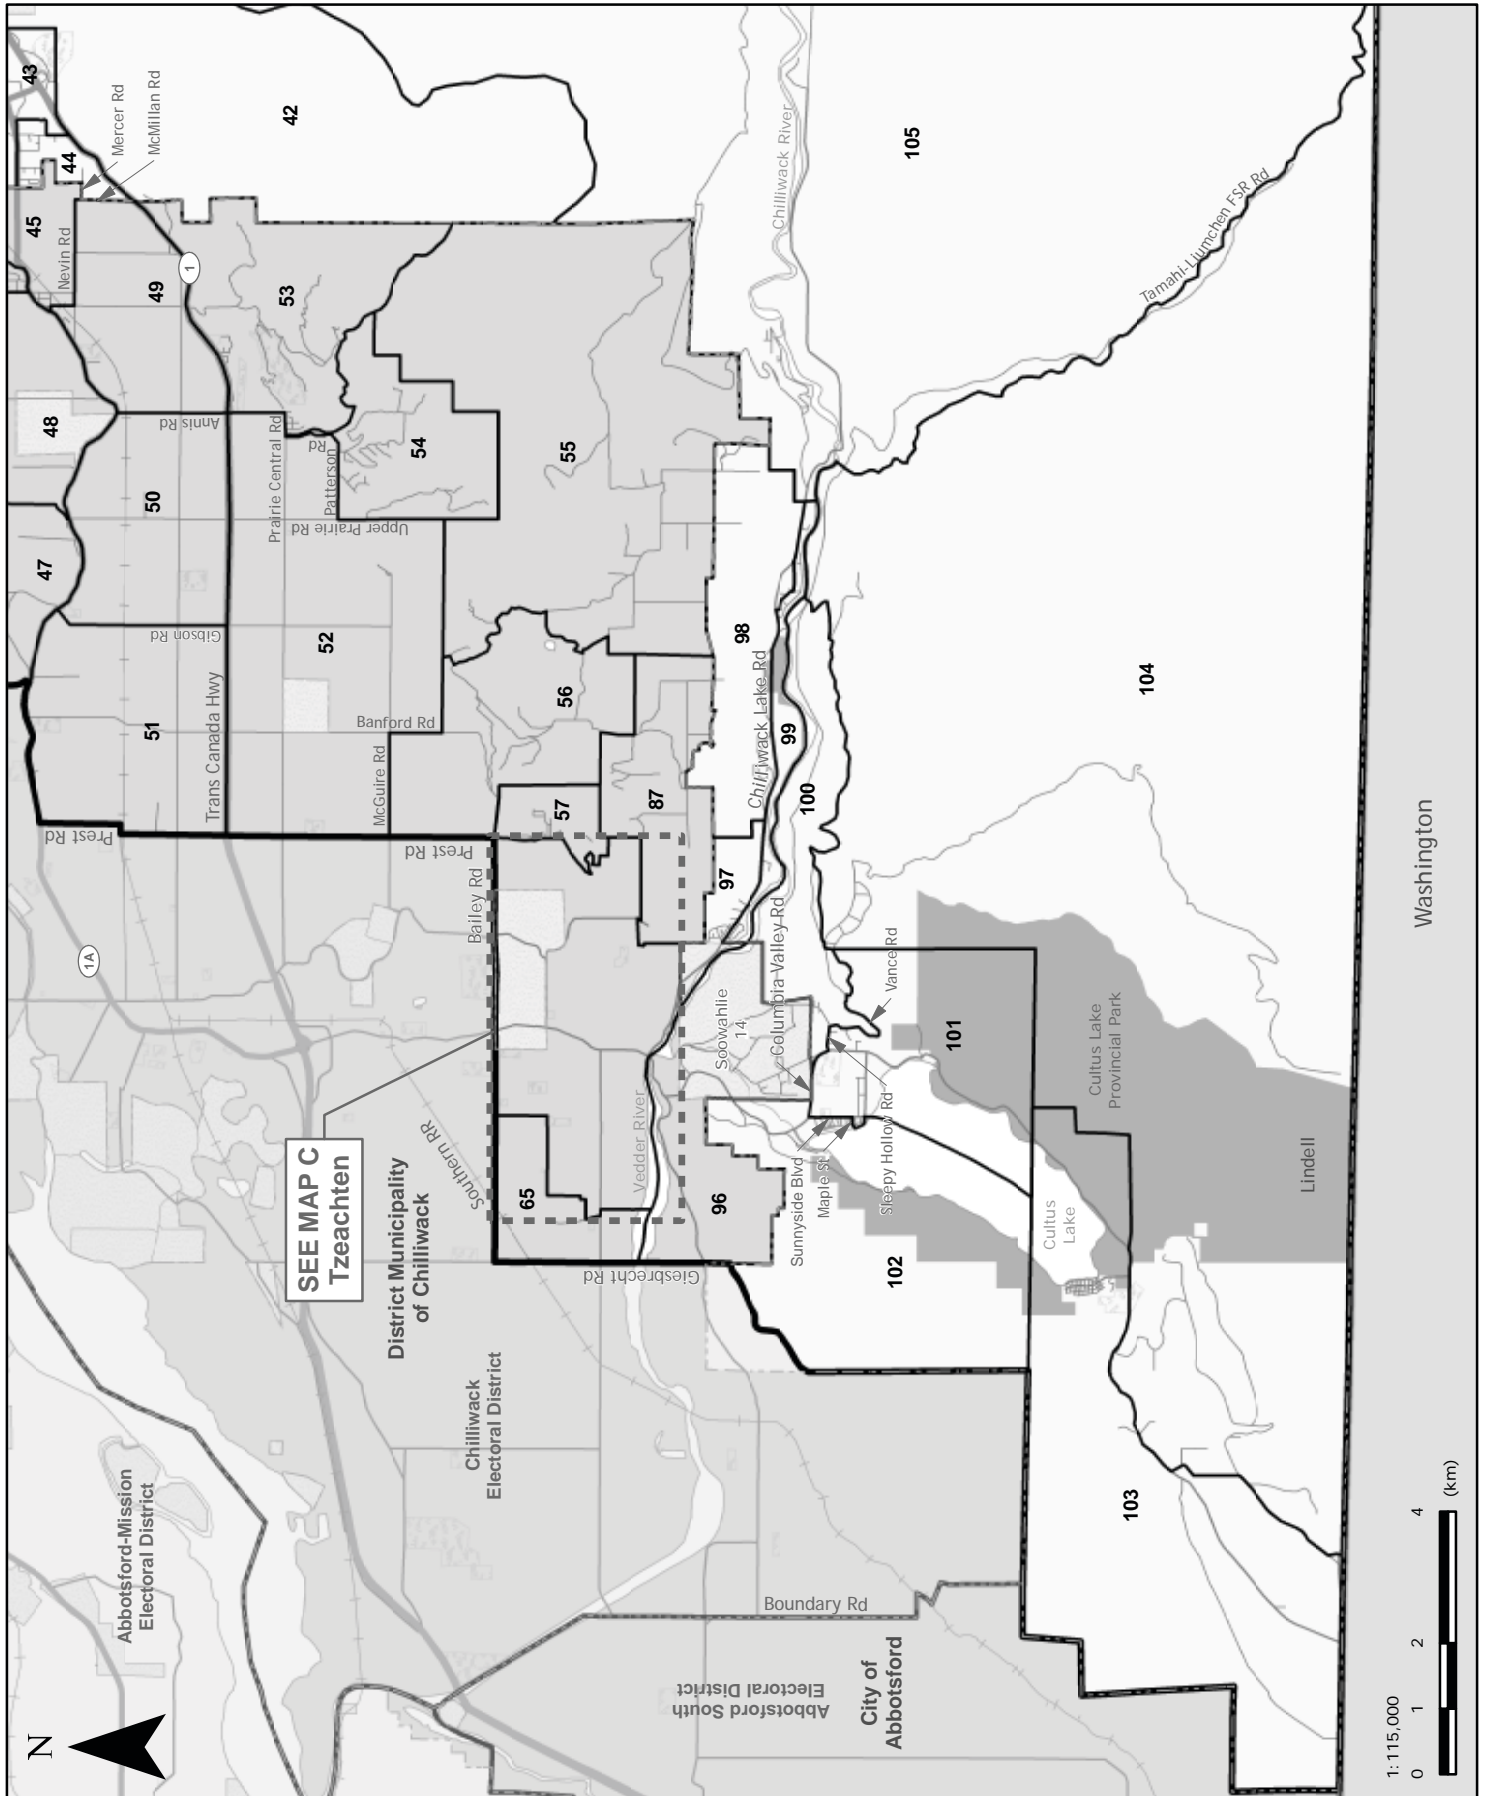 43
44
45
Mercer Rd
McMillan Rd
42
Nevin Rd
49
1
53
48
Annis Rd
Prairie Central Rd
Patterson
Rd
54
55
50
Upper Prairie Rd
47
Gibson Rd
52
51
Trans Canada Hwy
Banford Rd
McGuire Rd
56
57
87
Prest Rd
Prest Rd
Bailey Rd
1A
105
Chilliwack River
Tamahi-Liumchen FSR Rd
98
Chilliwack Lake Rd
99
100
97
104
Columbia Valley Rd
Vance Rd
Soowahlie
14
101
Cultus Lake
Provincial Park
Sunnyside Blvd
Maple St
Sleepy Hollow Rd
Cultus
Lake
Lindell
Washington
Southern RR
Vedder River
65
96
SEE MAP C
Tzeachten
District Municipality
of Chilliwack
Giesbrecht Rd
102
Chilliwack
Electoral District
Abbotsford-Mission
Electoral District
103
Boundary Rd
Abbotsford South
Electoral District
City of
Abbotsford
N
1: 115,000
0 1 2 4
(km)